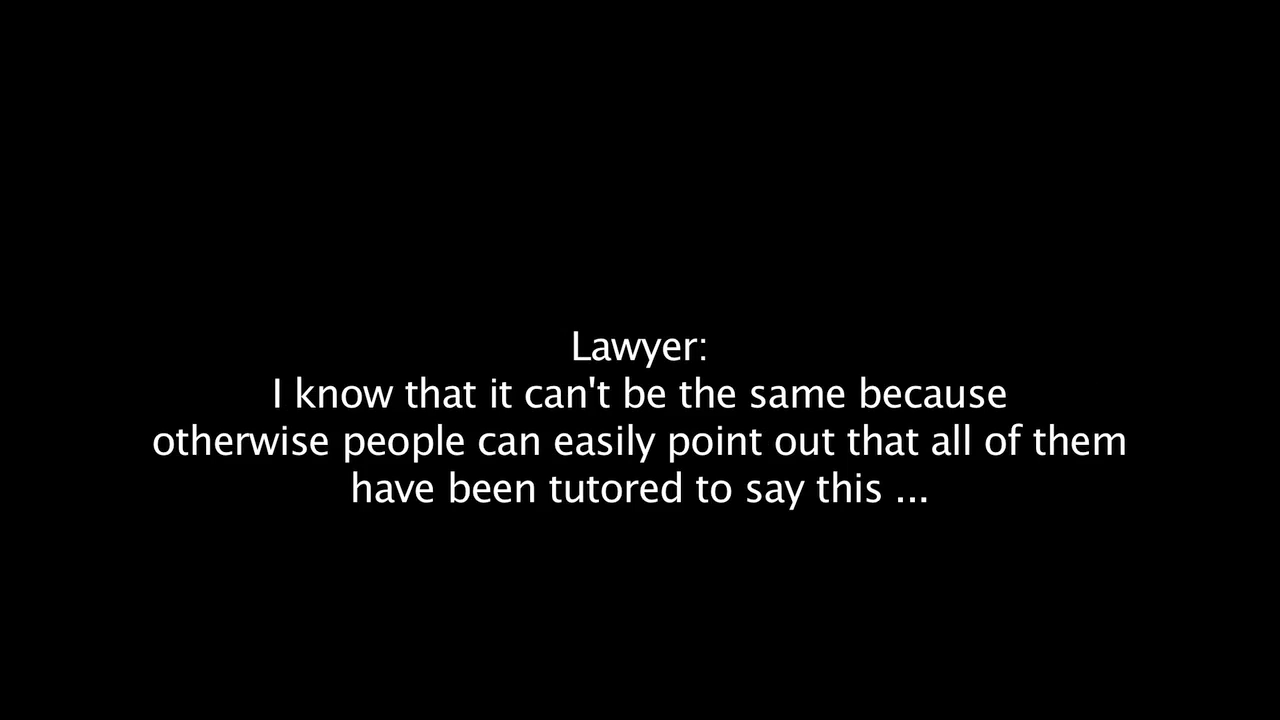 Lawyer:
I know that it can't be the same because
otherwise people can easily point out that all of them
have been tutored to say this ...